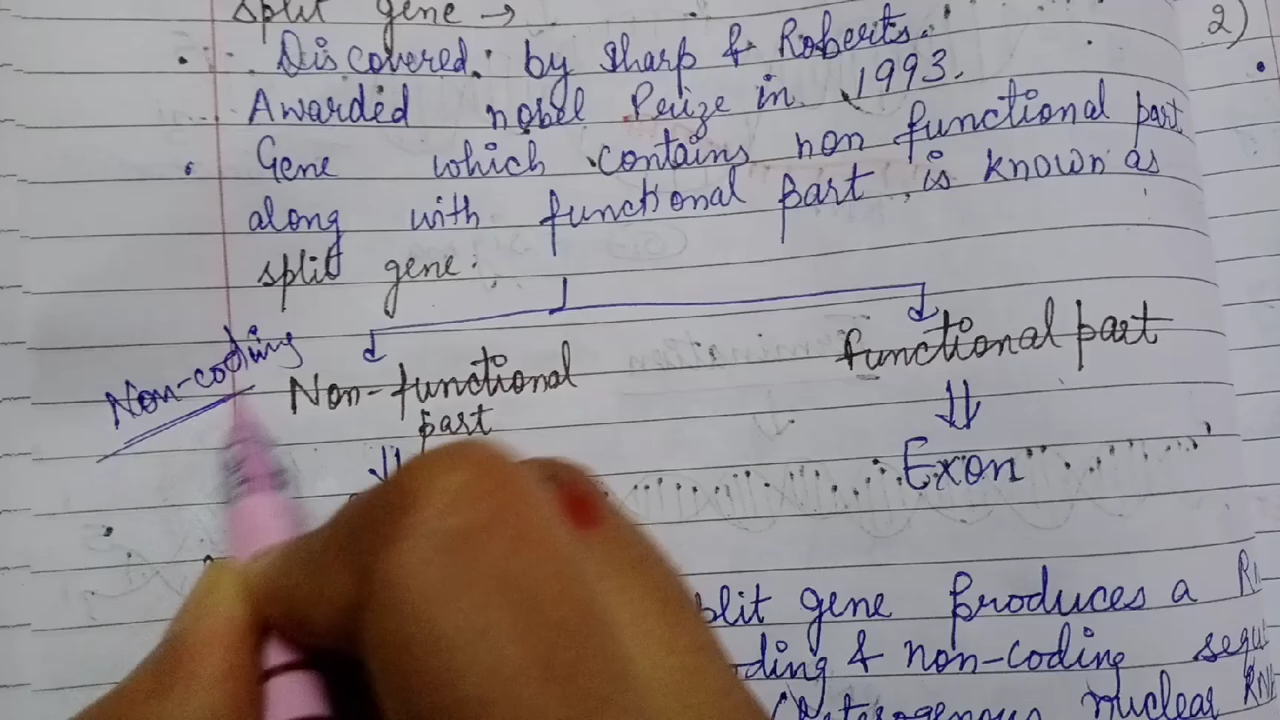 split gene →
2)
• Discovered by Sharp & Roberts.
Awarded nobel Prize in 1993.
• Gene which contains non functional part
along with functional part, is known as
split gene.
Non-coding
Non-functional
part
functional part
Exon
split gene produces a
& non-coding
nuclear